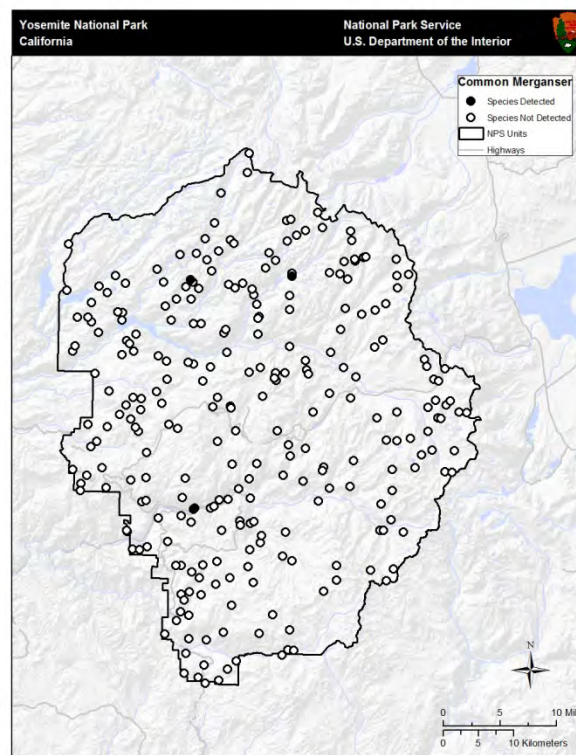 Yosemite National Park
California
National Park Service
U.S. Department of the Interior
Common Merganser
Species Detected
Species Not Detected
NPS Units
Highways
N
0 5 10 Mil
0 5 10 Kilometers